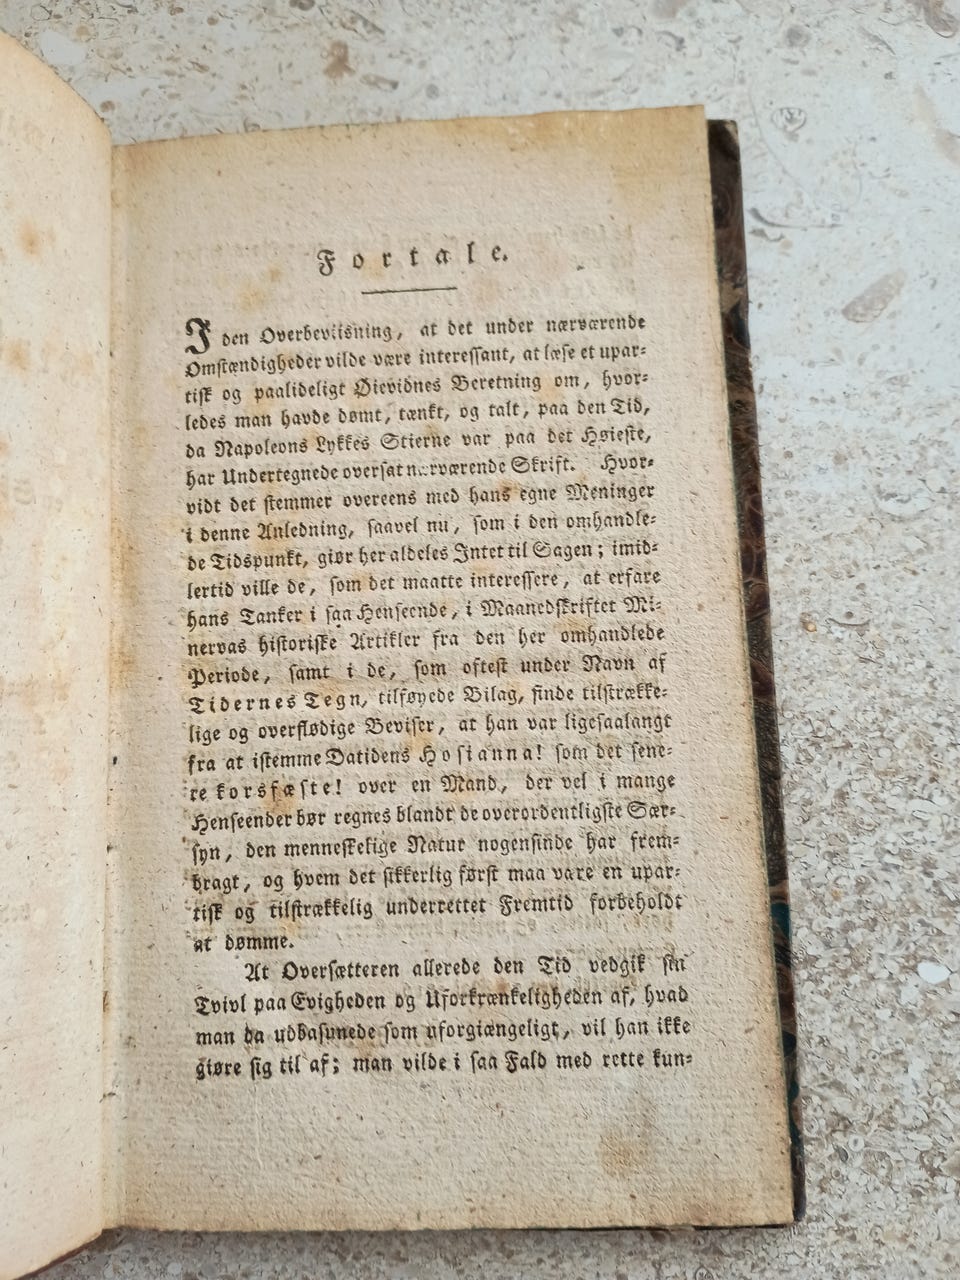 Fortale.
I den Overbeviisning, at det under nærværende
Omstændigheder vilde være interessant, at læse et upar-
tisk og paalideligt Øievidnes Beretning om, hvor-
ledes man havde dømt, tænkt, og talt, paa den Tid,
da Napoleons Lykkes Stierne var paa det Høieste,
har Undertegnede oversat nærværende Skrift. Hvor-
vidt det stemmer overeens med hans egne Meninger
i denne Anledning, saavel nu, som i den omhandle-
de Tidspunkt, giør her aldeles Intet til Sagen; imid-
lertid ville de, som det maatte interessere, at erfare
hans Tanker i saa Henseende, i Maanedskriftet Mi-
nervas historiske Artikler fra den her omhandlede
Periode, samt i de, som oftest under Navn af
Tidernes Tegn, tilføyede Bilag, finde tilstrække-
lige og overflødige Beviser, at han var ligesaalangt
fra at istemme Datidens Hosianna! som det sene-
re korsfæste! over en Mand, der vel i mange
Henseender bør regnes blandt de overordentligste Sær-
syn, den menneskelige Natur nogensinde har frem-
bragt, og hvem det sikkerlig først maa være en upar-
tisk og tilstrækkelig underrettet Fremtid forbeholdt
at dømme.
At Oversætteren allerede den Tid vedgik sin
Tvivl paa Evigheden og Uforkrænkeligheden af, hvad
man da udbasunede som uforgiængeligt, vil han ikke
giøre sig til af; man vilde i saa Fald med rette kun-